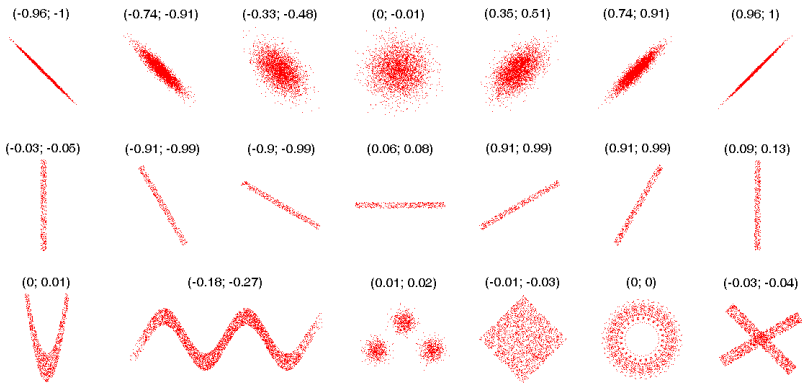 (-0.96; -1) (-0.74; -0.91) (-0.33; -0.48) (0; -0.01) (0.35; 0.51) (0.74; 0.91) (0.96; 1)
(-0.03; -0.05) (-0.91; -0.99) (-0.9; -0.99) (0.06; 0.08) (0.91; 0.99) (0.91; 0.99) (0.09; 0.13)
(0; 0.01) (-0.18; -0.27) (0.01; 0.02) (-0.01; -0.03) (0; 0) (-0.03; -0.04)